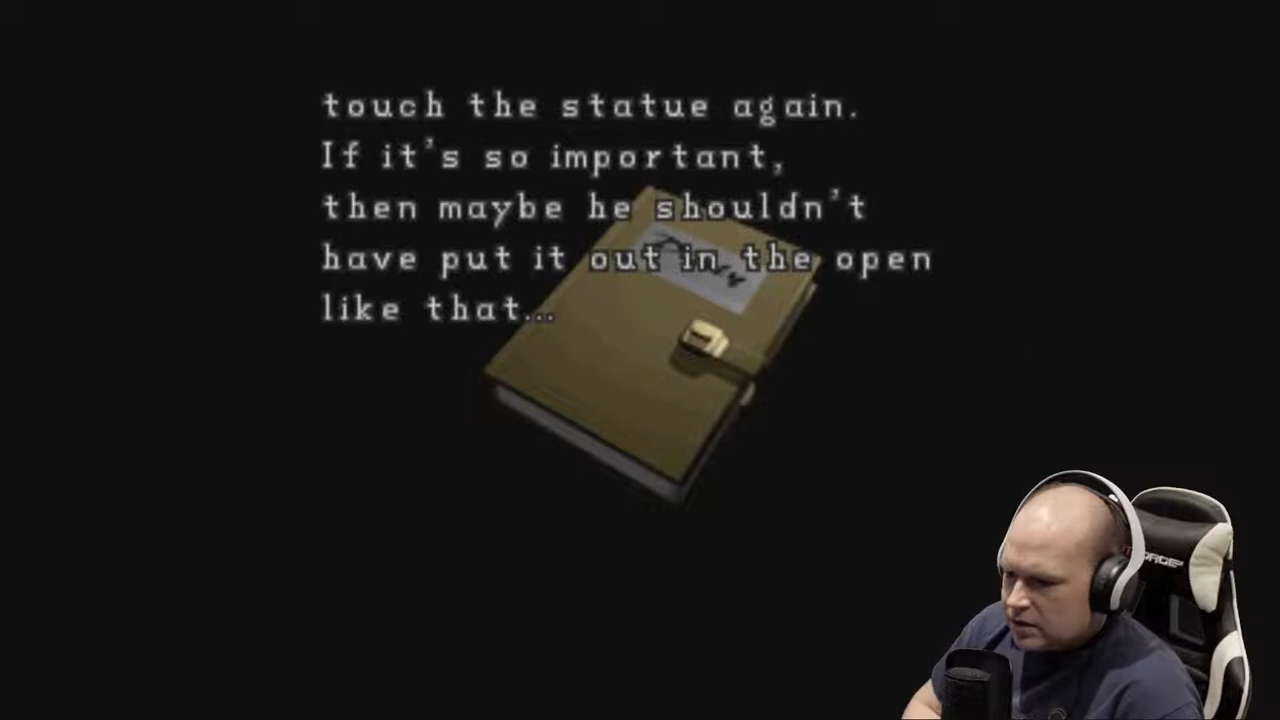 touch the statue again.
If it's so important,
then maybe he shouldn't
have put it out in the open
like that...